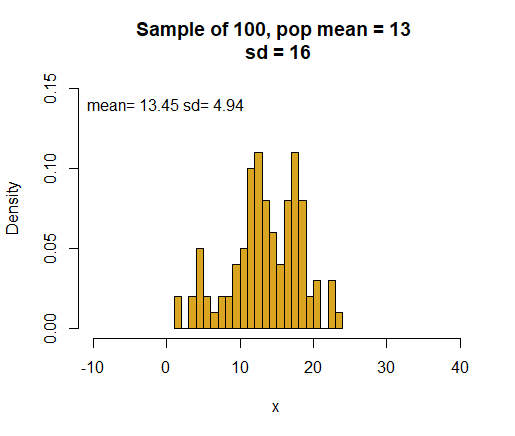 Sample of 100, pop mean = 13
sd = 16
mean= 13.45 sd= 4.94
Density
0.15
0.10
0.05
0.00
-10 0 10 20 30 40
x